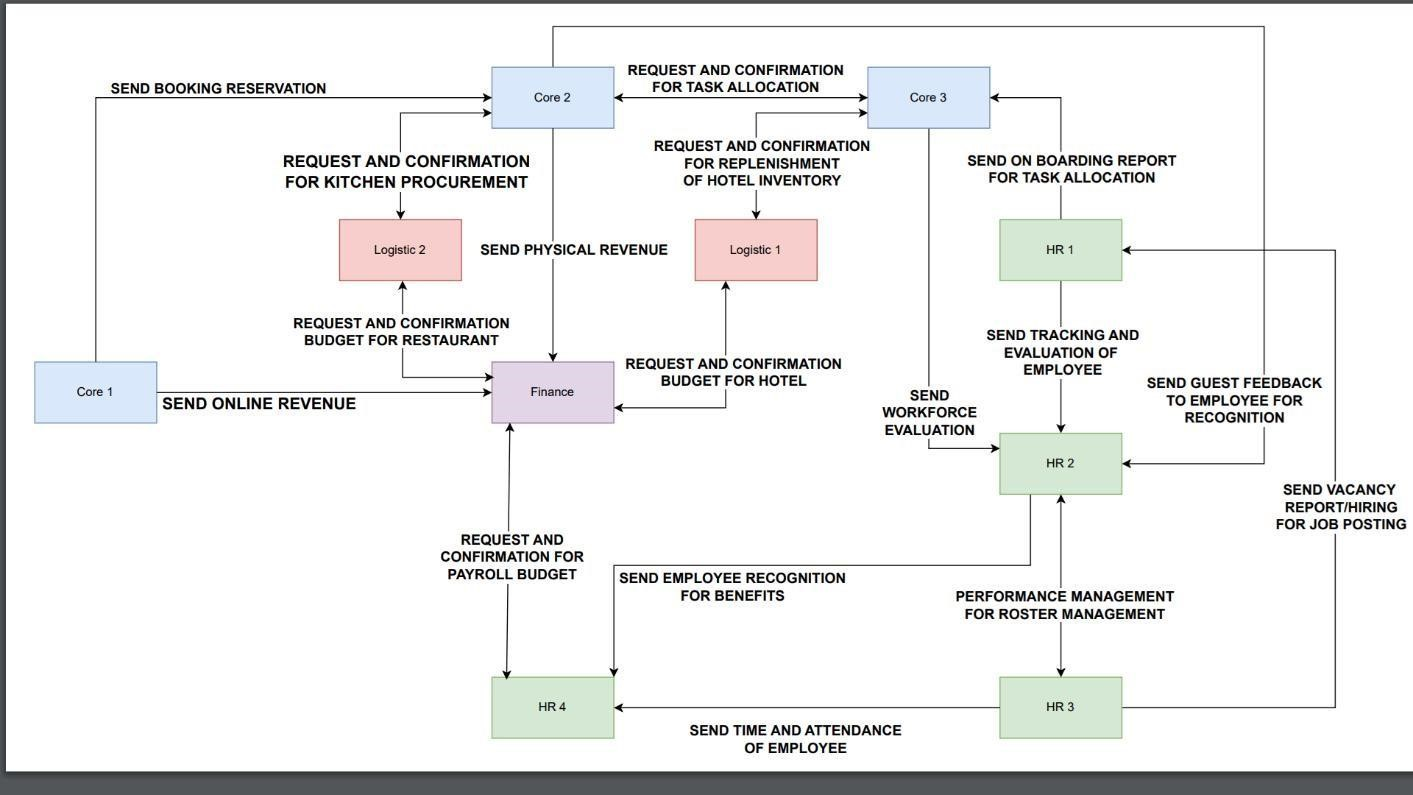 SEND BOOKING RESERVATION
Core 2
REQUEST AND CONFIRMATION
FOR TASK ALLOCATION
Core 3
REQUEST AND CONFIRMATION
FOR KITCHEN PROCUREMENT
REQUEST AND CONFIRMATION
FOR REPLENISHMENT
OF HOTEL INVENTORY
SEND ON BOARDING REPORT
FOR TASK ALLOCATION
Logistic 2
SEND PHYSICAL REVENUE
Logistic 1
HR 1
REQUEST AND CONFIRMATION
BUDGET FOR RESTAURANT
REQUEST AND CONFIRMATION
BUDGET FOR HOTEL
SEND TRACKING AND
EVALUATION OF
EMPLOYEE
Core 1
SEND ONLINE REVENUE
Finance
SEND
WORKFORCE
EVALUATION
SEND GUEST FEEDBACK
TO EMPLOYEE FOR
RECOGNITION
HR 2
SEND VACANCY
REPORT/HIRING
FOR JOB POSTING
REQUEST AND
CONFIRMATION FOR
PAYROLL BUDGET
SEND EMPLOYEE RECOGNITION
FOR BENEFITS
PERFORMANCE MANAGEMENT
FOR ROSTER MANAGEMENT
HR 4
SEND TIME AND ATTENDANCE
OF EMPLOYEE
HR 3